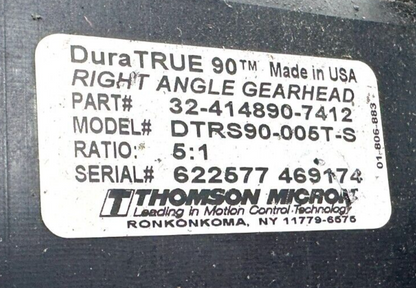 DuraTRUE 90™ Made in USA
RIGHT ANGLE GEARHEAD
PART# 32-414890-7412
MODEL# DTRS90-005T-S
RATIO: 5:1
SERIAL# 622577 469174
THOMSON MICRON
Leading in Motion Control Technology
RONKONKOMA, NY 11779-6575
01-806-883